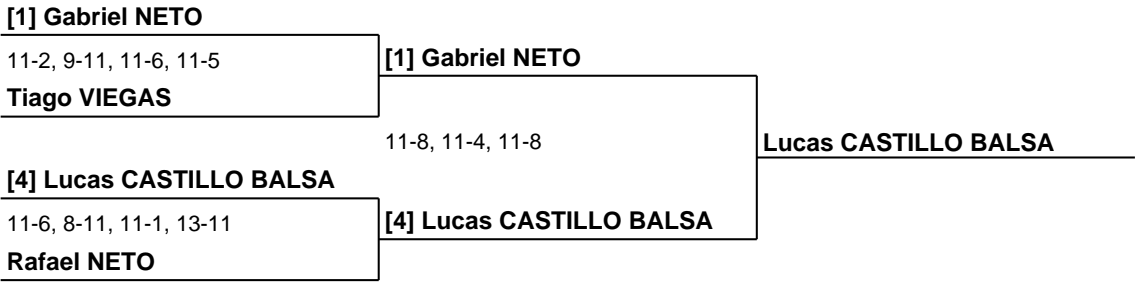 [1] Gabriel NETO
11-2, 9-11, 11-6, 11-5
[1] Gabriel NETO
Tiago VIEGAS
11-8, 11-4, 11-8
Lucas CASTILLO BALSA
[4] Lucas CASTILLO BALSA
11-6, 8-11, 11-1, 13-11
[4] Lucas CASTILLO BALSA
Rafael NETO